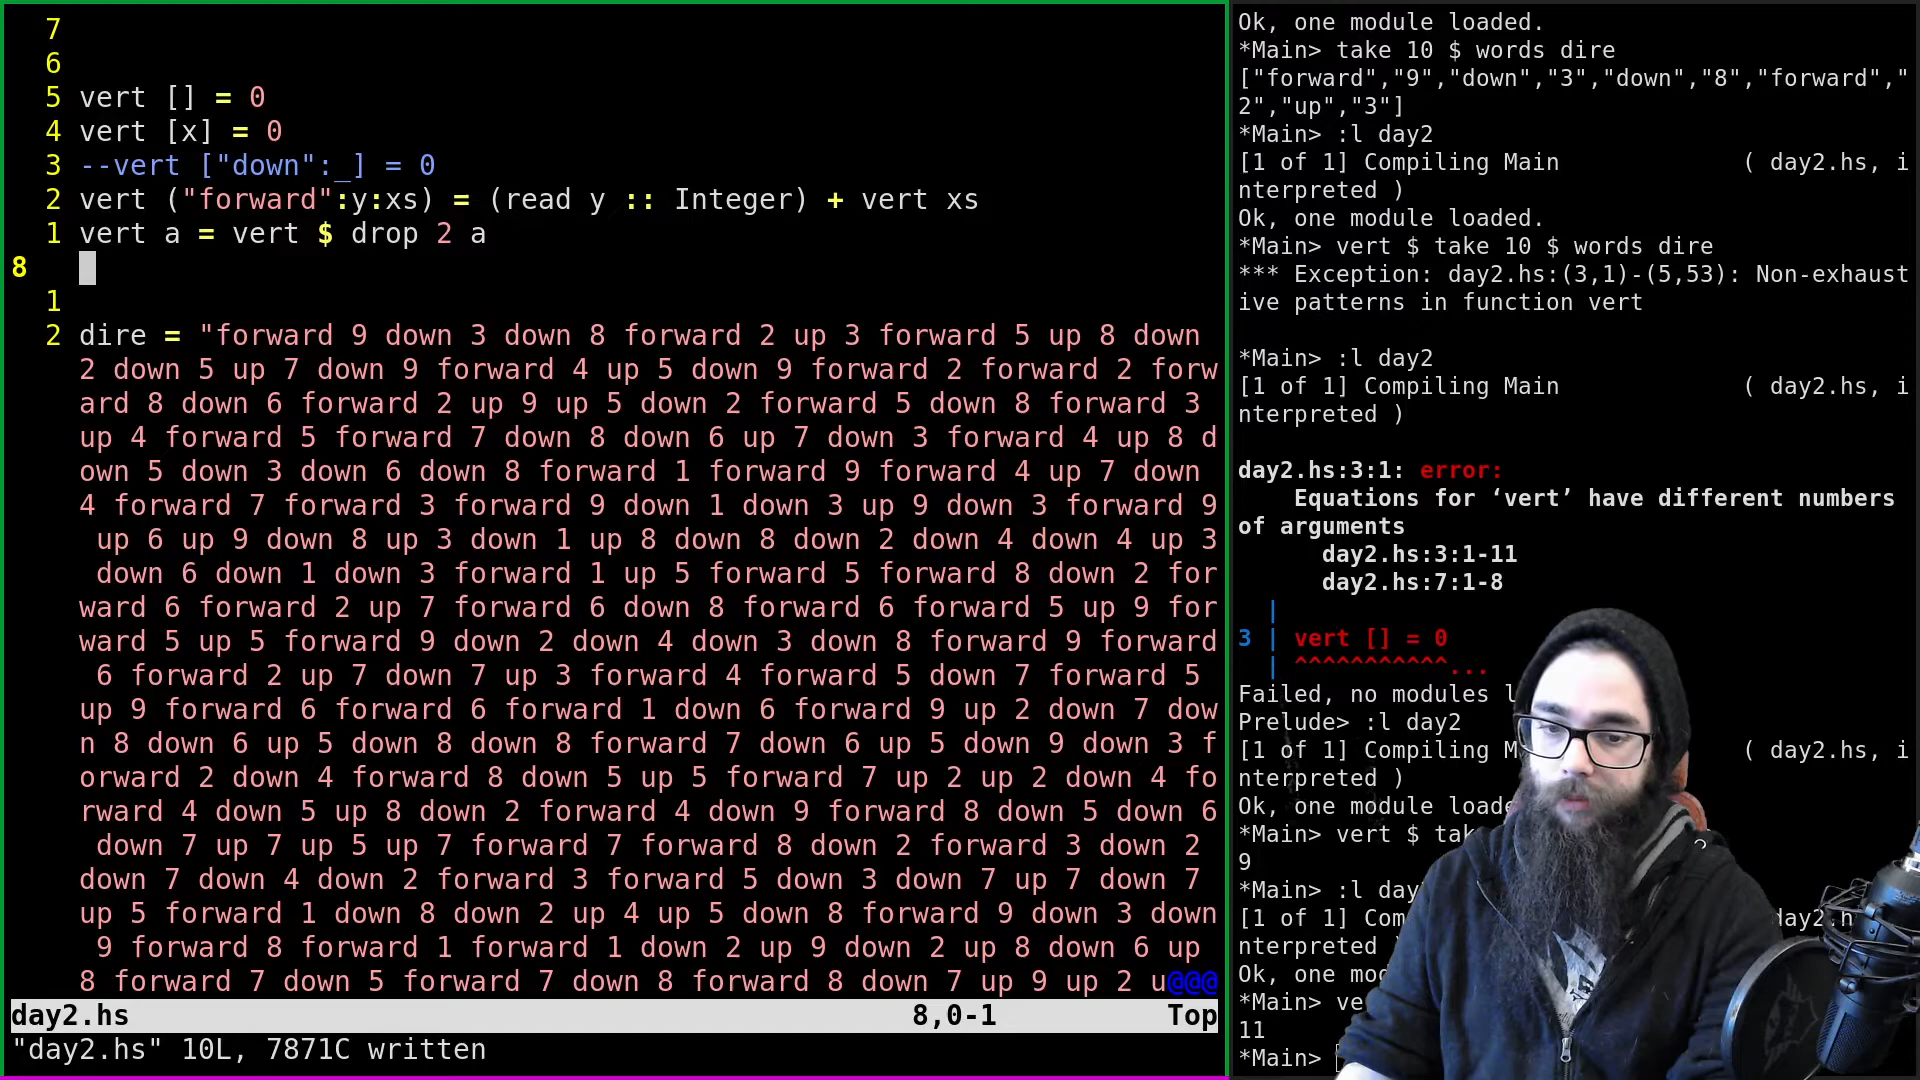 7
6
5 vert [] = 0
4 vert [x] = 0
3 --vert ["down":_] = 0
2 vert ("forward":y:xs) = (read y :: Integer) + vert xs
1 vert a = vert $ drop 2 a
8
1
2 dire = "forward 9 down 3 down 8 forward 2 up 3 forward 5 up 8 down
2 down 5 up 7 down 9 forward 4 up 5 down 9 forward 2 forward 2 forw
ard 8 down 6 forward 2 up 9 up 5 down 2 forward 5 down 8 forward 3
up 4 forward 5 forward 7 down 8 down 6 up 7 down 3 forward 4 up 8 d
own 5 down 3 down 6 down 8 forward 1 forward 9 forward 4 up 7 down
4 forward 7 forward 3 forward 9 down 1 down 3 up 9 down 3 forward 9
up 6 up 9 down 8 up 3 down 1 up 8 down 8 down 2 down 4 down 4 up 3
down 6 down 1 down 3 forward 1 up 5 forward 5 forward 8 down 2 for
ward 6 forward 2 up 7 forward 6 down 8 forward 6 forward 5 up 9 for
ward 5 up 5 forward 9 down 2 down 4 down 3 down 8 forward 9 forward
6 forward 2 up 7 down 7 up 3 forward 4 forward 5 down 7 forward 5
up 9 forward 6 forward 6 forward 1 down 6 forward 9 up 2 down 7 dow
n 8 down 6 up 5 down 8 down 8 forward 7 down 6 up 5 down 9 down 3 f
orward 2 down 4 forward 8 down 5 up 5 forward 7 up 2 up 2 down 4 fo
rward 4 down 5 up 8 down 2 forward 4 down 9 forward 8 down 5 down 6
down 7 up 7 up 5 up 7 forward 7 forward 8 down 2 forward 3 down 2
down 7 down 4 down 2 forward 3 forward 5 down 3 down 7 up 7 down 7
up 5 forward 1 down 8 down 2 up 4 up 5 down 8 forward 9 down 3 down
9 forward 8 forward 1 forward 1 down 2 up 9 down 2 up 8 down 6 up
8 forward 7 down 5 forward 7 down 8 forward 8 down 7 up 9 up 2 u@@@
day2.hs 8,0-1 Top
"day2.hs" 10L, 7871C written
Ok, one module loaded.
*Main> take 10 $ words dire
["forward","9","down","3","down","8","forward","
2","up","3"]
*Main> :l day2
[1 of 1] Compiling Main ( day2.hs, i
nterpreted )
Ok, one module loaded.
*Main> vert $ take 10 $ words dire
*** Exception: day2.hs:(3,1)-(5,53): Non-exhaust
ive patterns in function vert
*Main> :l day2
[1 of 1] Compiling Main ( day2.hs, i
nterpreted )
day2.hs:3:1: error:
Equations for ‘vert’ have different numbers
of arguments
day2.hs:3:1-11
day2.hs:7:1-8
|
3 | vert [] = 0
| ^^^^^^^^^^^...
Failed, no modules l
Prelude> :l day2
[1 of 1] Compiling M ( day2.hs, i
nterpreted )
Ok, one module loade
*Main> vert $ tak
9
*Main> :l day
[1 of 1] Com day2.h
nterpreted
Ok, one mod
*Main> ve
11
*Main>